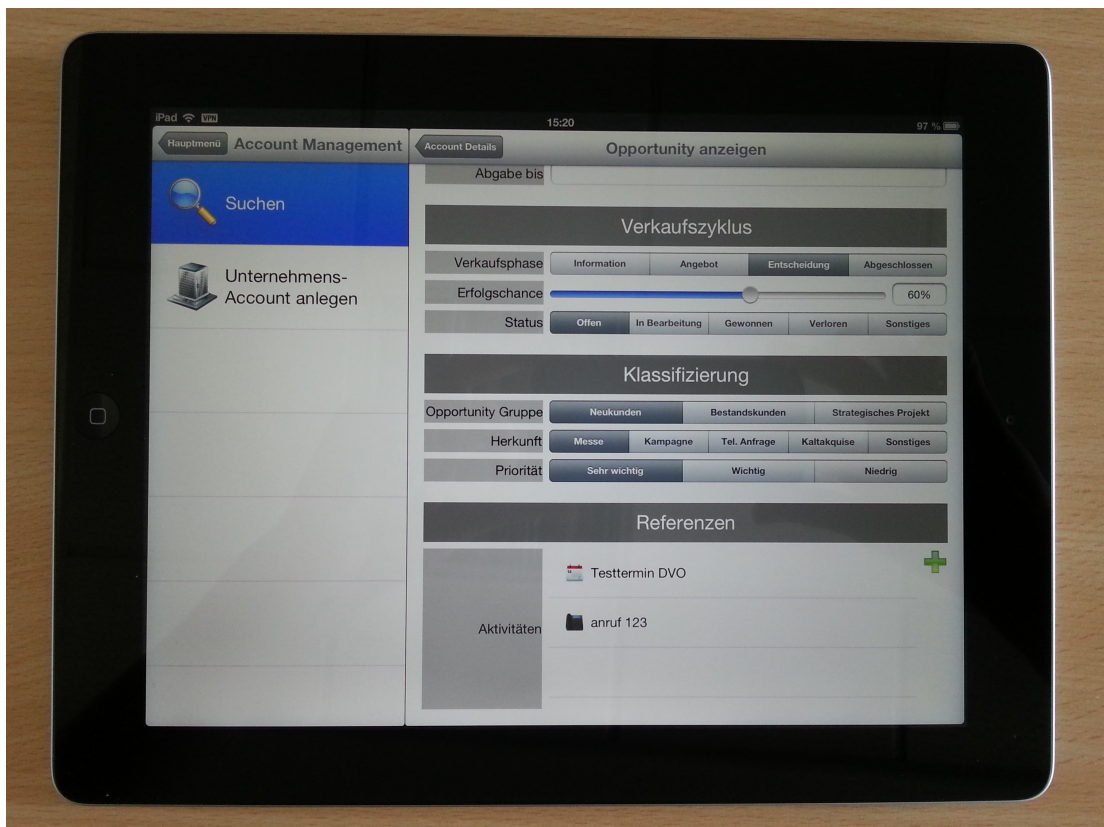 iPad VPN 15:20 97 %
Hauptmenü Account Management Account Details Opportunity anzeigen
Suchen
Unternehmens-
Account anlegen
Abgabe bis
Verkaufszyklus
Verkaufsphase Information Angebot Entscheidung Abgeschlossen
Erfolgschance 60%
Status Offen In Bearbeitung Gewonnen Verloren Sonstiges
Klassifizierung
Opportunity Gruppe Neukunden Bestandskunden Strategisches Projekt
Herkunft Messe Kampagne Tel. Anfrage Kaltakquise Sonstiges
Priorität Sehr wichtig Wichtig Niedrig
Referenzen
Aktivitäten
Testtermin DVO
anruf 123